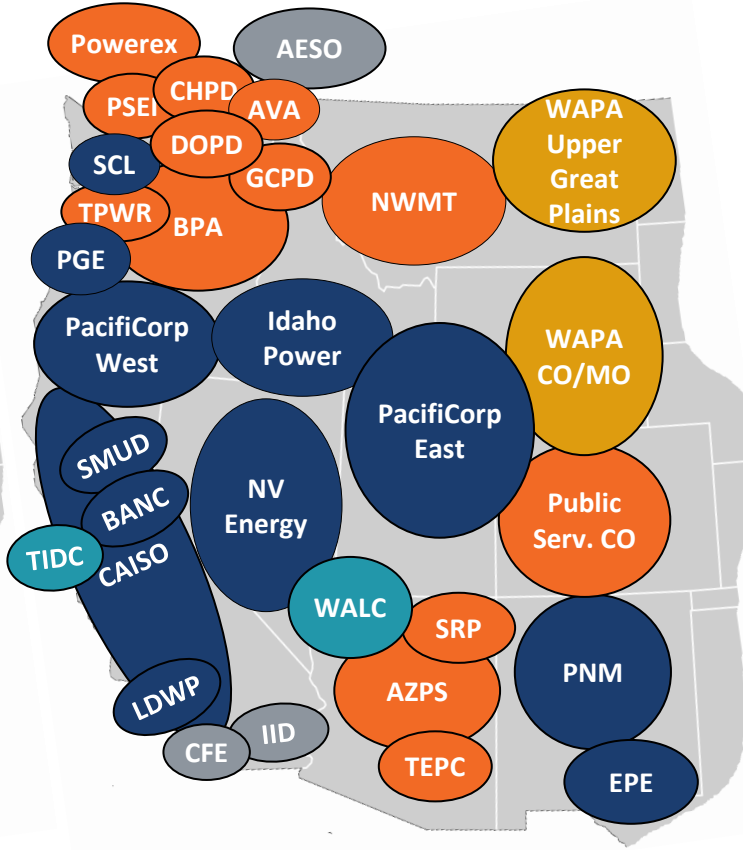 Powerex
AESO
CHPD
PSEI
AVA
DOPD
SCL
GCPD
TPWR
BPA
PGE
NWMT
WAPA
Upper
Great
Plains
PacifiCorp
West
Idaho
Power
WAPA
CO/MO
PacifiCorp
East
SMUD
BANC
NV
Energy
Public
Serv. CO
TIDC
CAISO
WALC
SRP
PNM
AZPS
LDWP
IID
CFE
TEPC
EPE